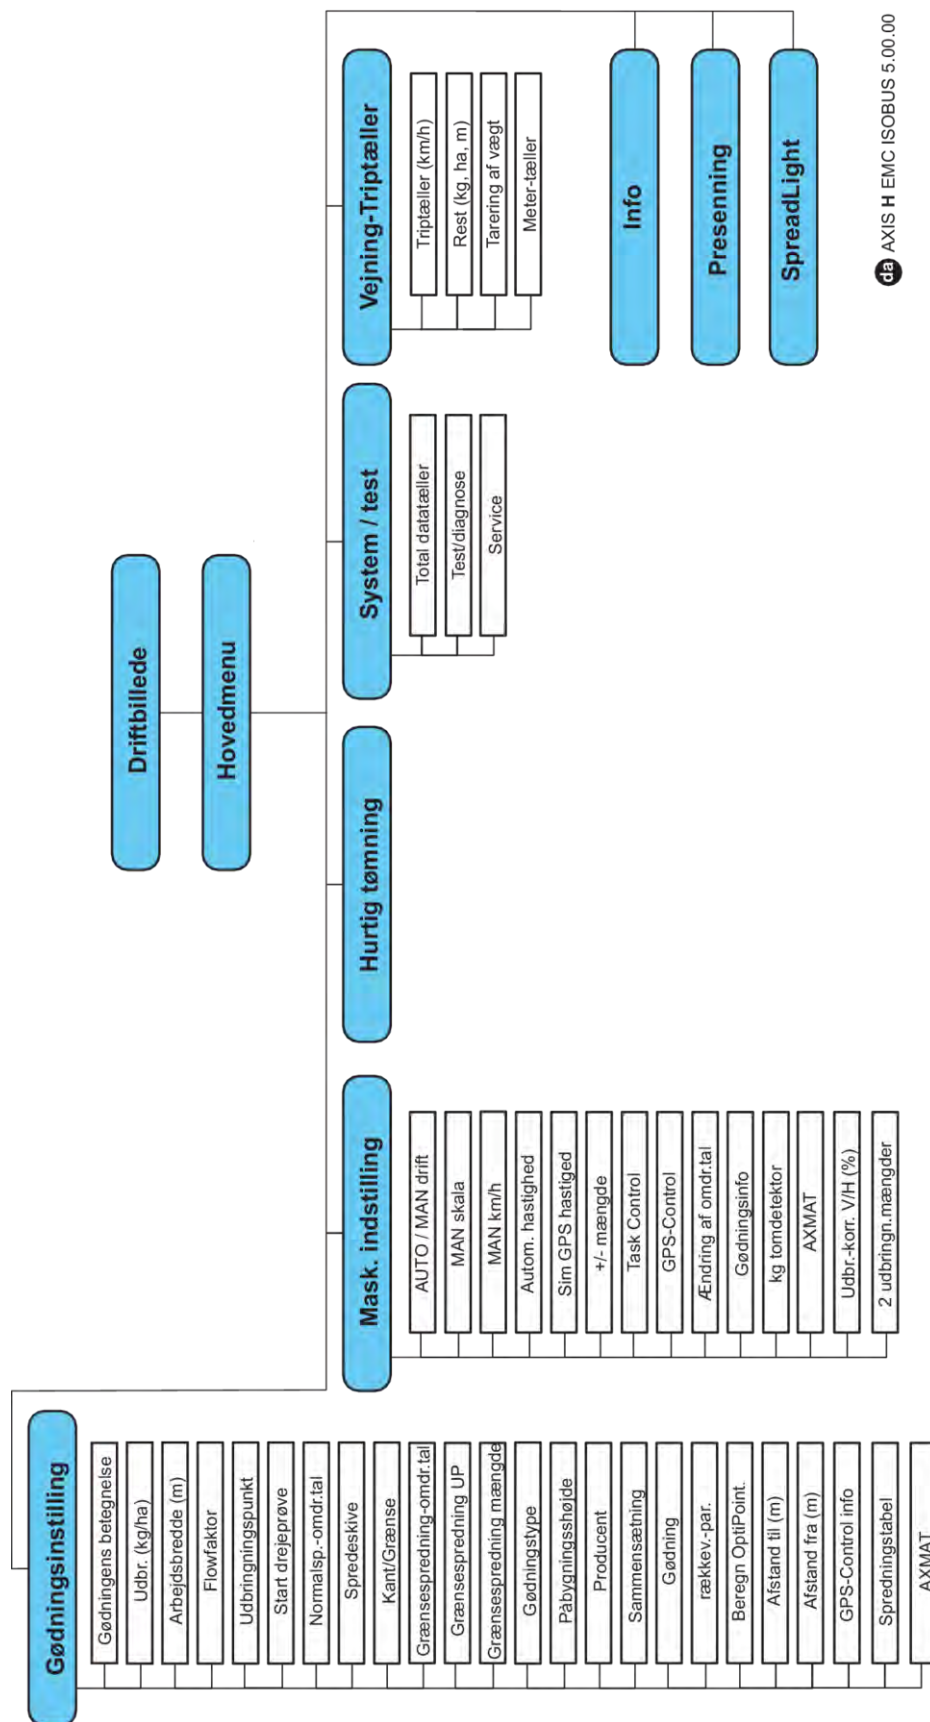 Driftbillede
Hovedmenu
Gødningsinstilling
Gødningens betegnelse
Udbr. (kg/ha)
Arbejdsbredde (m)
Flowfaktor
Udbringningspunkt
Start drejeprøve
Normalsp.-omdr.tal
Spredeskive
Kant/Grænse
Grænsespredning-omdr.tal
Grænsespredning UP
Grænsespredning mængde
Gødningstype
Påbygningsshøjde
Producent
Sammensætning
Gødning
rækkev.-par.
Beregn OptiPoint.
Afstand til (m)
Afstand fra (m)
GPS-Control info
Spredningstabel
AXMAT
Mask. indstilling
AUTO / MAN drift
MAN skala
MAN km/h
Autom. hastighed
Sim GPS hastiged
+/- mængde
Task Control
GPS-Control
Ændring af omdr.tal
Gødningsinfo
kg tomdetektor
AXMAT
Udbr.-korr. V/H (%)
2 udbringn.mængder
Hurtig tømning
System / test
Total datatæller
Test/diagnose
Service
Vejning-Triptæller
Triptæller (km/h)
Rest (kg, ha, m)
Tarering af vægt
Meter-tæller
Info
Presenning
SpreadLight
da AXIS H EMC ISOBUS 5.00.00